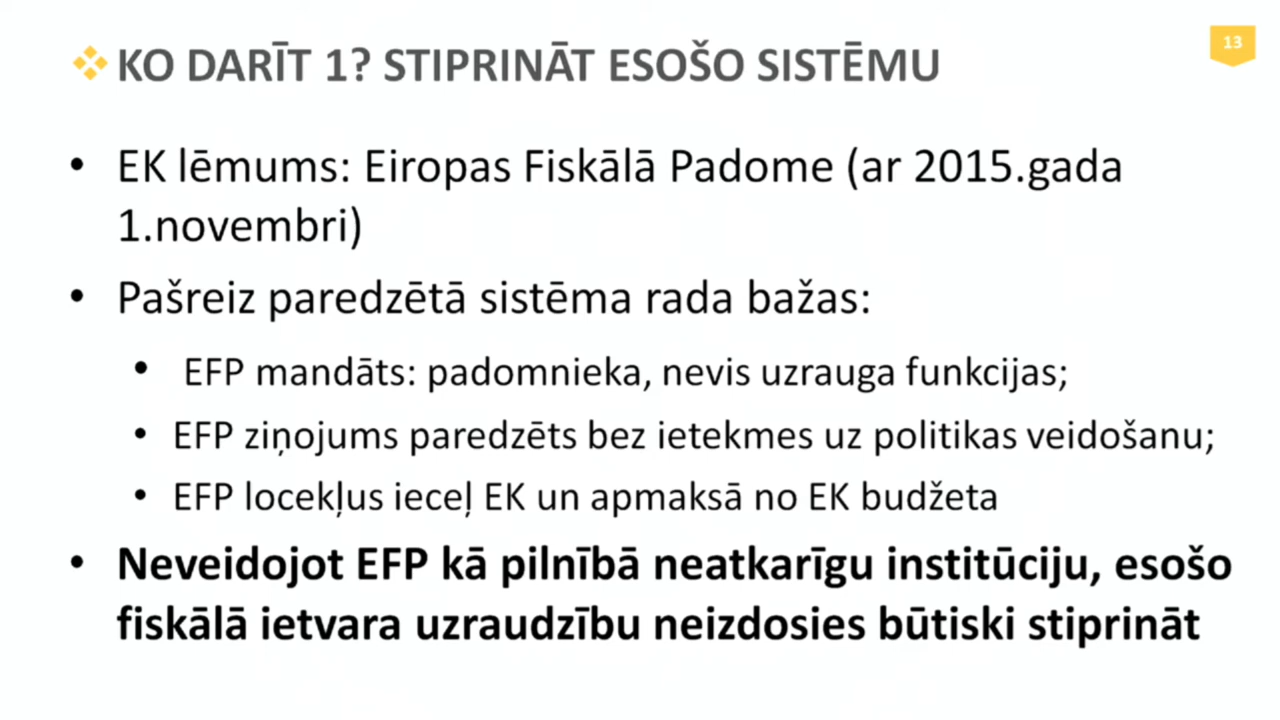 KO DARĪT 1? STIPRINĀT ESOŠO SISTĒMU
13
• EK lēmums: Eiropas Fiskālā Padome (ar 2015.gada
1.novembri)
• Pašreiz paredzētā sistēma rada bažas:
• EFP mandāts: padomnieka, nevis uzrauga funkcijas;
• EFP ziņojums paredzēts bez ietekmes uz politikas veidošanu;
• EFP locekļus ieceļ EK un apmaksā no EK budžeta
• Neveidojot EFP kā pilnībā neatkarīgu institūciju, esošo
fiskālā ietvara uzraudzību neizdosies būtiski stiprināt